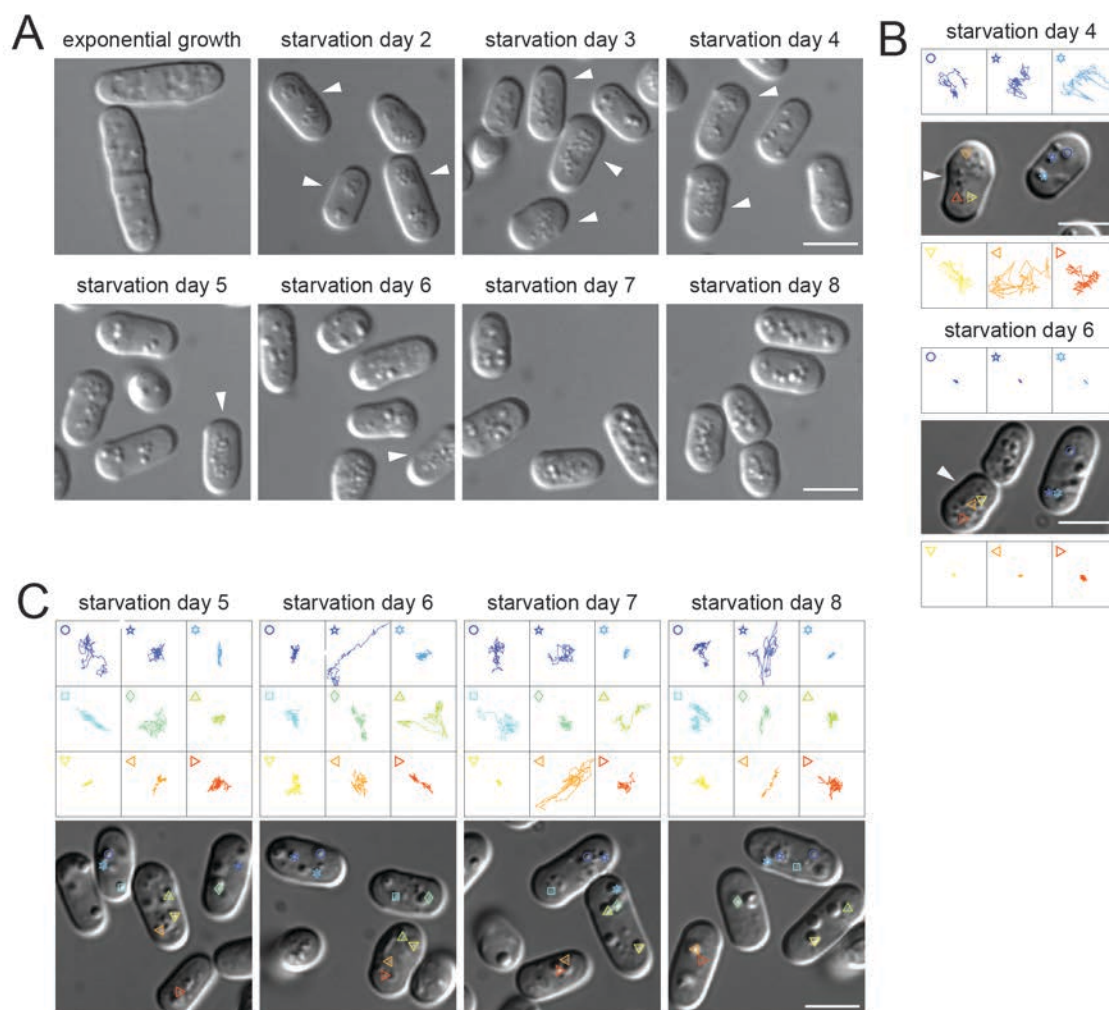 A
exponential growth
starvation day 2
starvation day 3
starvation day 4
starvation day 5
starvation day 6
starvation day 7
starvation day 8
B
starvation day 4
starvation day 6
C
starvation day 5
starvation day 6
starvation day 7
starvation day 8